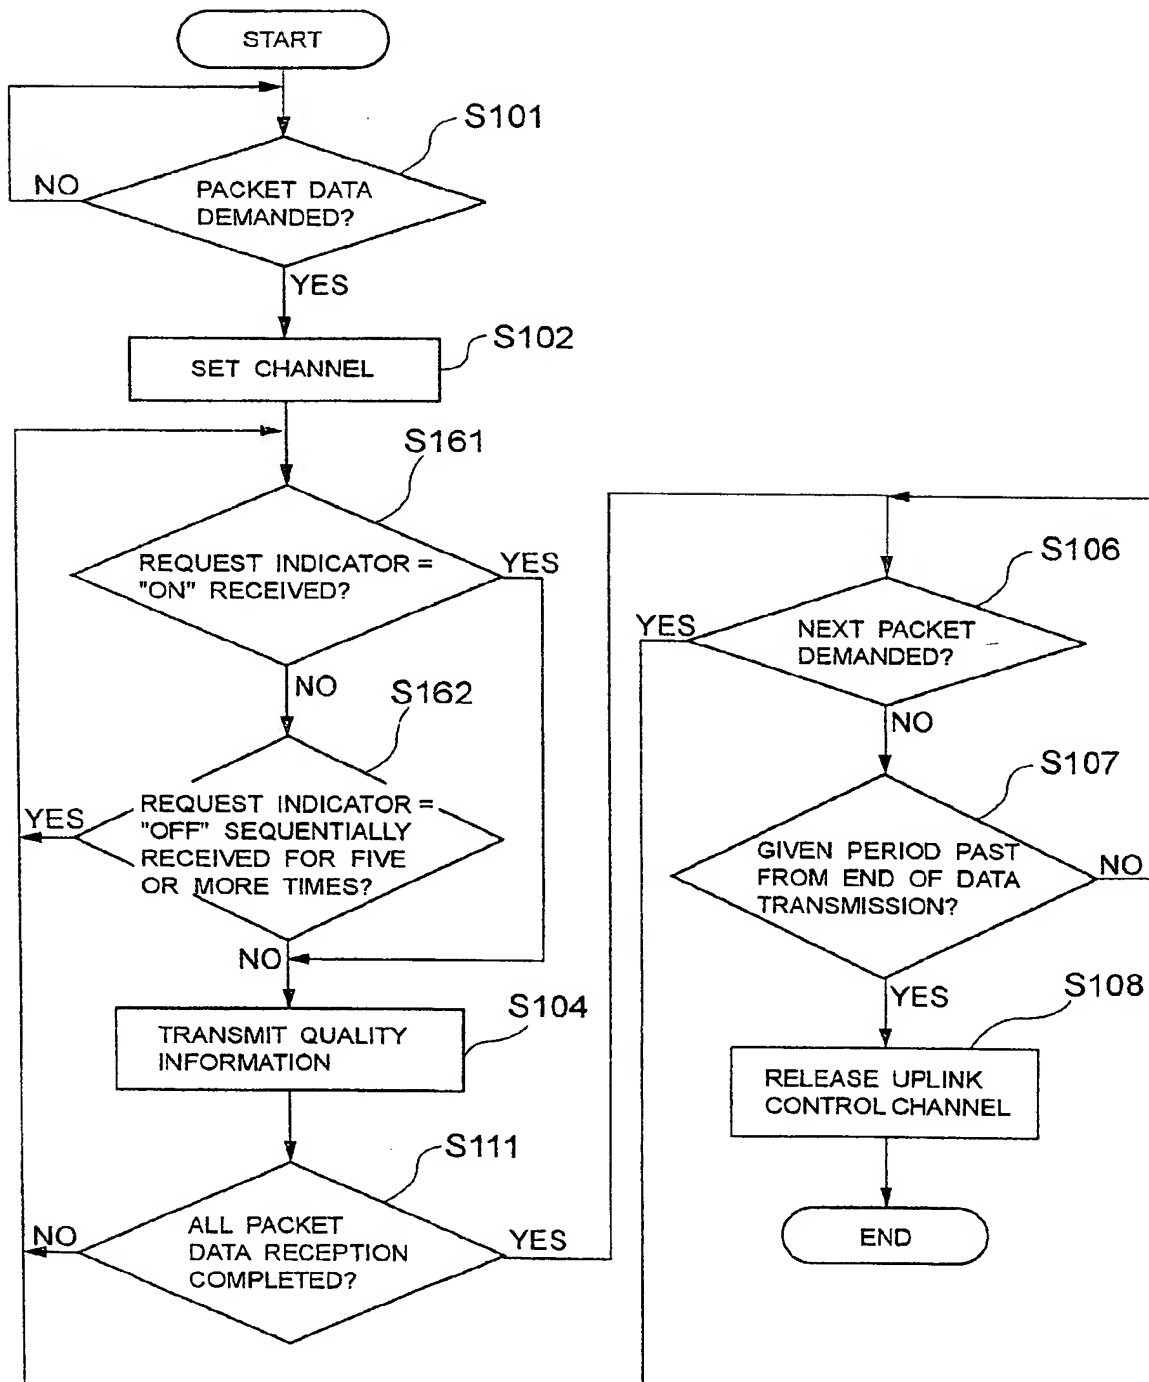 START
S101
NO
PACKET DATA
DEMANDED?
YES
S102
SET CHANNEL
S161
REQUEST INDICATOR =
"ON" RECEIVED?
YES
NO
S162
REQUEST INDICATOR =
"OFF" SEQUENTIALLY
RECEIVED FOR FIVE
OR MORE TIMES?
YES
NO
S104
TRANSMIT QUALITY
INFORMATION
S111
NO
ALL PACKET
DATA RECEPTION
COMPLETED?
YES
S106
YES
NEXT PACKET
DEMANDED?
NO
S107
GIVEN PERIOD PAST
FROM END OF DATA
TRANSMISSION?
NO
YES
S108
RELEASE UPLINK
CONTROL CHANNEL
END